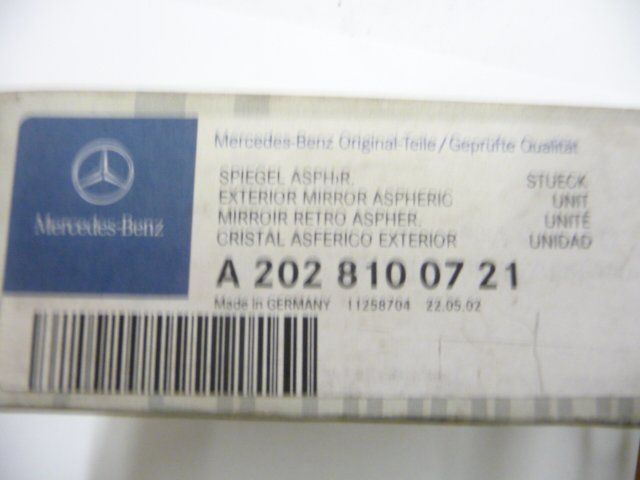 Mercedes-Benz Original-Teile/Geprüfte Qualität
Mercedes-Benz
SPIEGEL ASPHÄR. STUECK
EXTERIOR MIRROR ASPHERIC UNIT
MIRROIR RETRO ASPHER. UNITÉ
CRISTAL ASFERICO EXTERIOR UNIDAD
A 202 810 07 21
Made in GERMANY 11258704 22.05.02